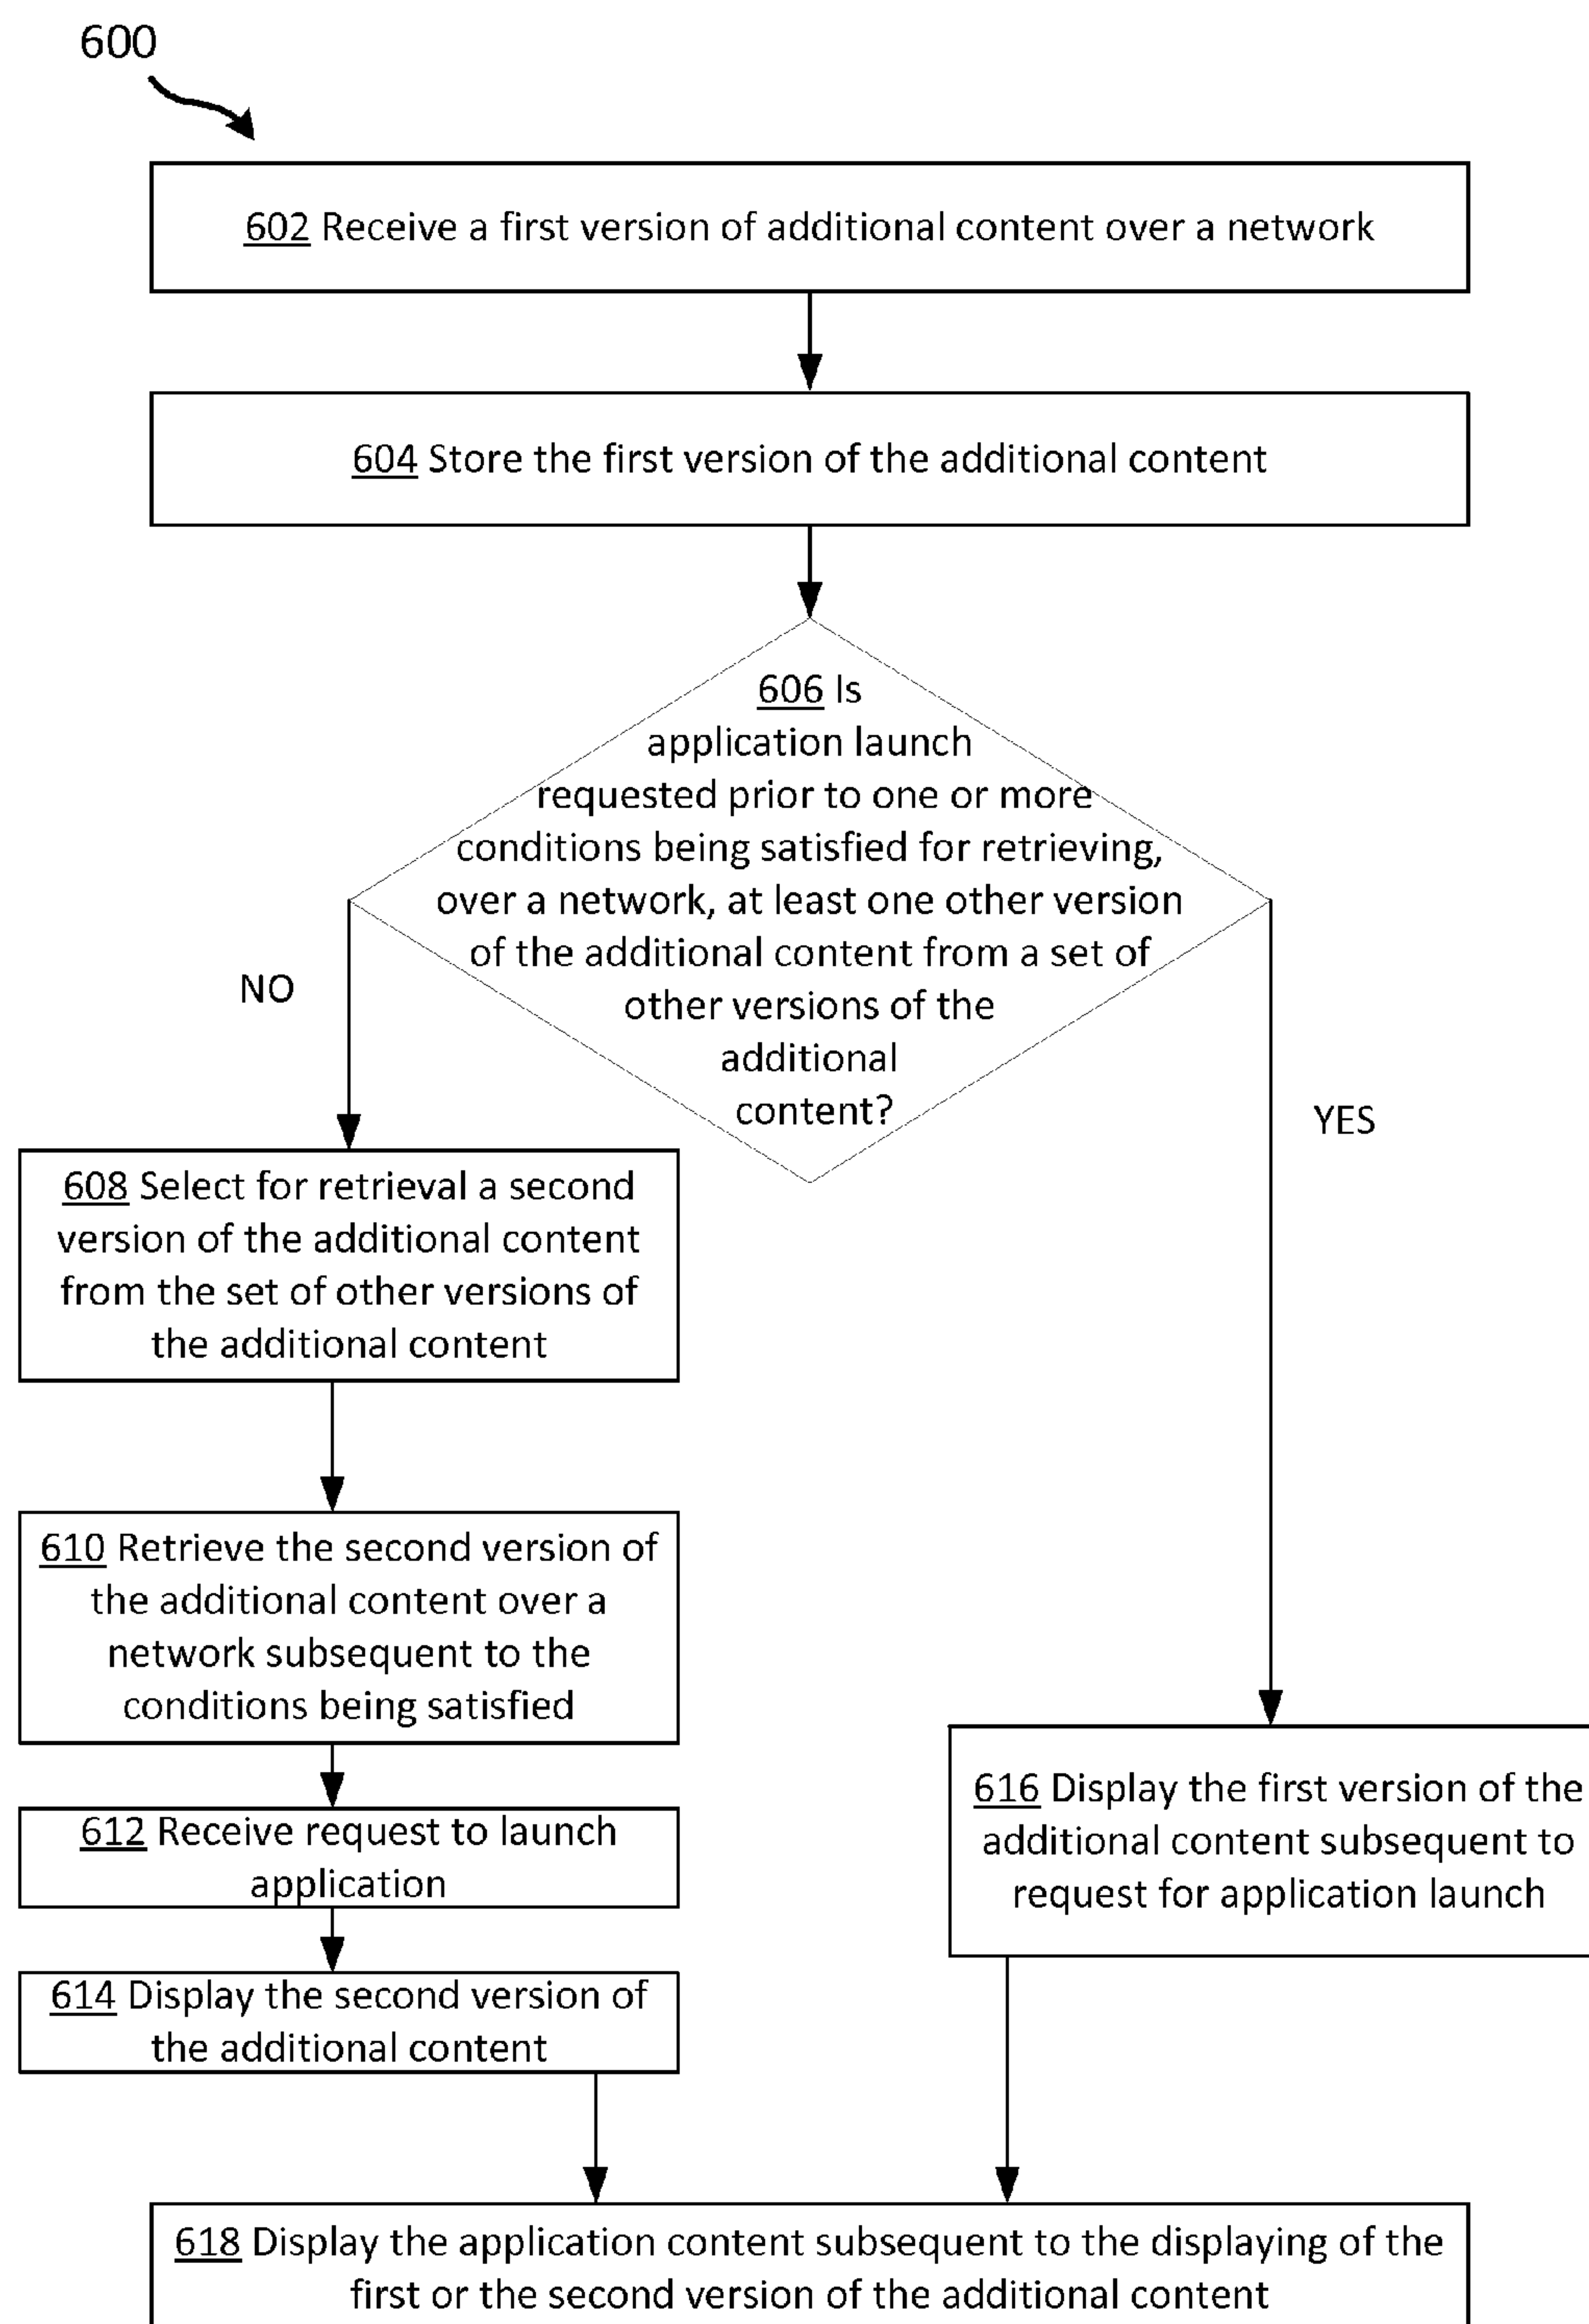 600
602 Receive a first version of additional content over a network
604 Store the first version of the additional content
606 Is
application launch
requested prior to one or more
conditions being satisfied for retrieving,
over a network, at least one other version
of the additional content from a set of
other versions of the
additional
content?
NO
YES
608 Select for retrieval a second
version of the additional content
from the set of other versions of
the additional content
610 Retrieve the second version of
the additional content over a
network subsequent to the
conditions being satisfied
612 Receive request to launch
application
614 Display the second version of
the additional content
616 Display the first version of the
additional content subsequent to
request for application launch
618 Display the application content subsequent to the displaying of the
first or the second version of the additional content